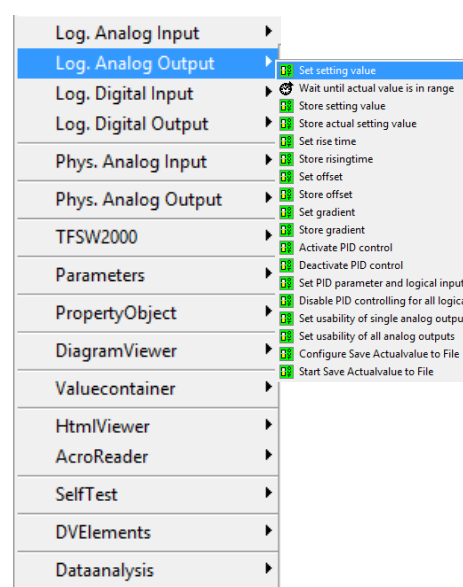 Log. Analog Input
Log. Analog Output
Log. Digital Input
Log. Digital Output
Phys. Analog Input
Phys. Analog Output
TFSW2000
Parameters
PropertyObject
DiagramViewer
Valuecontainer
HtmlViewer
AcroReader
SelfTest
DVElements
Dataanalysis
Set setting value
Wait until actual value is in range
Store setting value
Store actual setting value
Set rise time
Store risingtime
Set offset
Store offset
Set gradient
Store gradient
Activate PID control
Deactivate PID control
Set PID parameter and logical input
Disable PID controlling for all
Set usability of single analog
Set usability of all analog outputs
Configure Save Actualvalue to File
Start Save Actualvalue to File